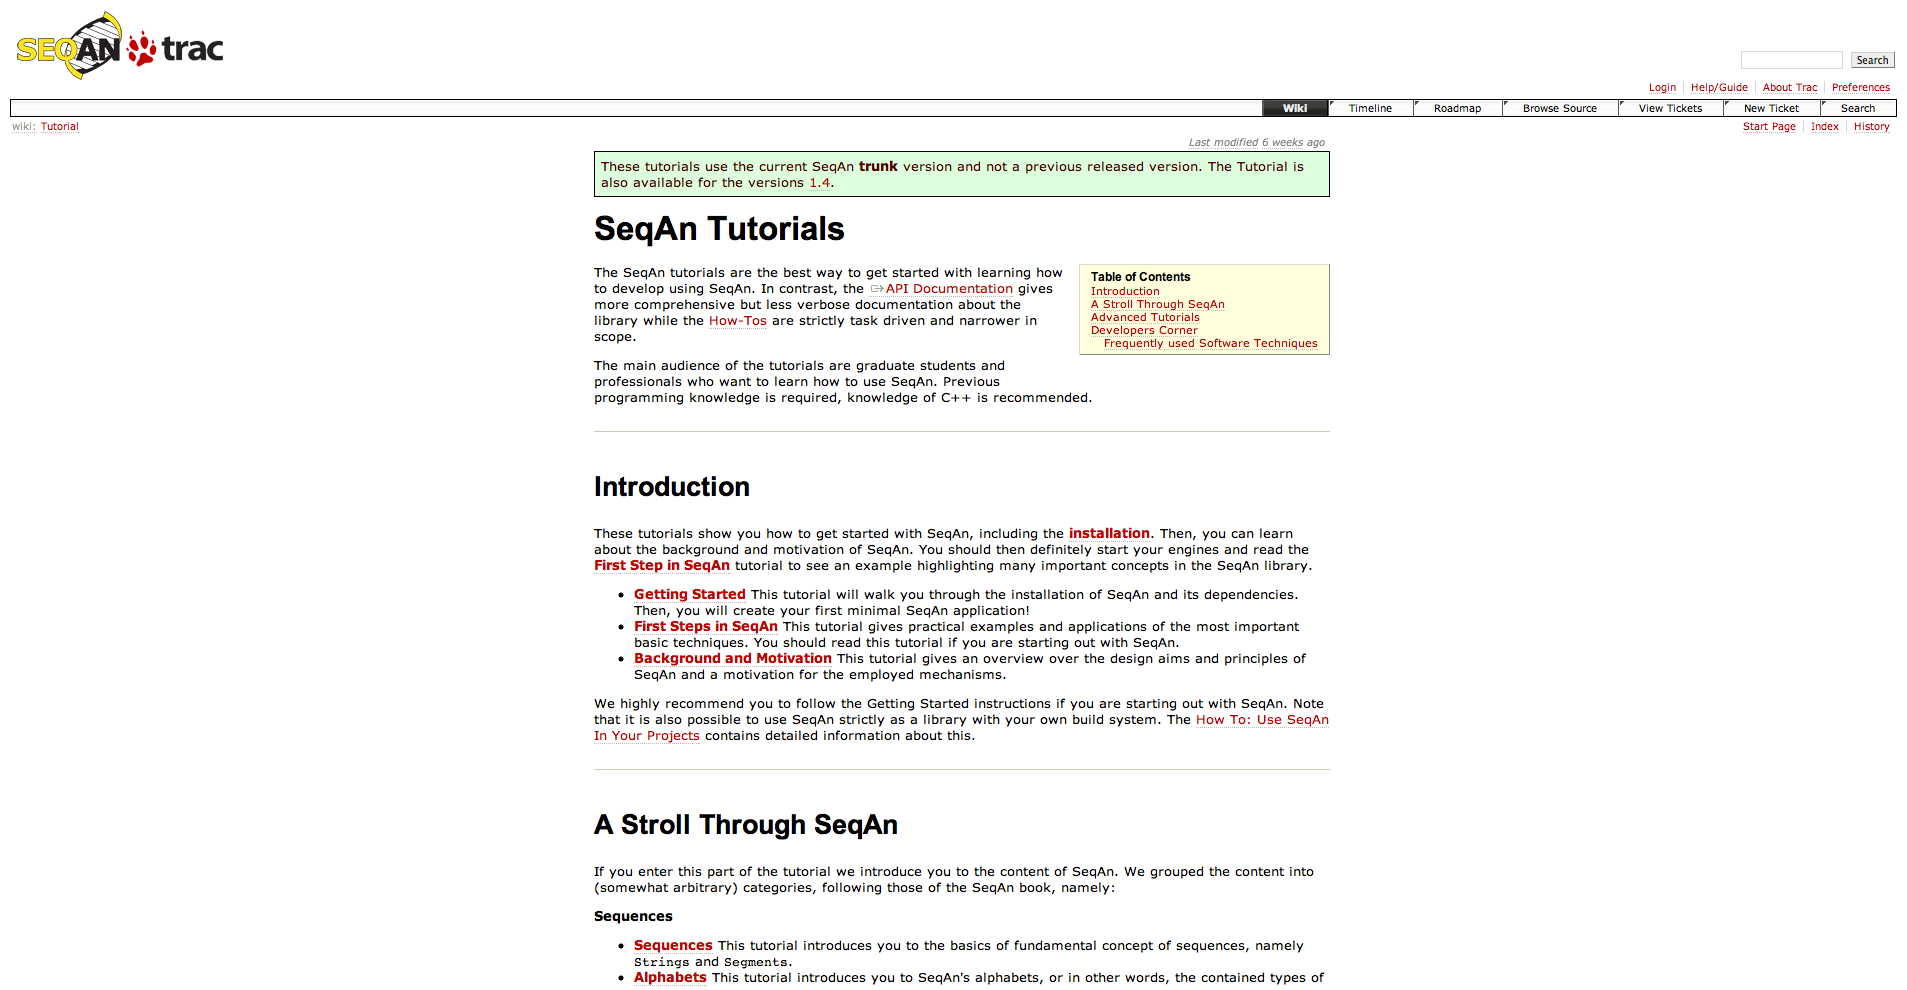 SEQAN trac
Search
Login Help/Guide About Trac Preferences
Wiki Timeline Roadmap Browse Source View Tickets New Ticket Search
wiki: Tutorial
Start Page Index History
Last modified 6 weeks ago
These tutorials use the current SeqAn trunk version and not a previous released version. The Tutorial is
also available for the versions 1.4.
SeqAn Tutorials
The SeqAn tutorials are the best way to get started with learning how
to develop using SeqAn. In contrast, the API Documentation gives
more comprehensive but less verbose documentation about the
library while the How-Tos are strictly task driven and narrower in
scope.
The main audience of the tutorials are graduate students and
professionals who want to learn how to use SeqAn. Previous
programming knowledge is required, knowledge of C++ is recommended.
Table of Contents
Introduction
A Stroll Through SeqAn
Advanced Tutorials
Developers Corner
Frequently used Software Techniques
Introduction
These tutorials show you how to get started with SeqAn, including the installation. Then, you can learn
about the background and motivation of SeqAn. You should then definitely start your engines and read the
First Step in SeqAn tutorial to see an example highlighting many important concepts in the SeqAn library.
• Getting Started This tutorial will walk you through the installation of SeqAn and its dependencies.
Then, you will create your first minimal SeqAn application!
• First Steps in SeqAn This tutorial gives practical examples and applications of the most important
basic techniques. You should read this tutorial if you are starting out with SeqAn.
• Background and Motivation This tutorial gives an overview over the design aims and principles of
SeqAn and a motivation for the employed mechanisms.
We highly recommend you to follow the Getting Started instructions if you are starting out with SeqAn. Note
that it is also possible to use SeqAn strictly as a library with your own build system. The How To: Use SeqAn
In Your Projects contains detailed information about this.
A Stroll Through SeqAn
If you enter this part of the tutorial we introduce you to the content of SeqAn. We grouped the content into
(somewhat arbitrary) categories, following those of the SeqAn book, namely:
Sequences
• Sequences This tutorial introduces you to the basics of fundamental concept of sequences, namely
Strings and Segments.
• Alphabets This tutorial introduces you to SeqAn's alphabets, or in other words, the contained types of